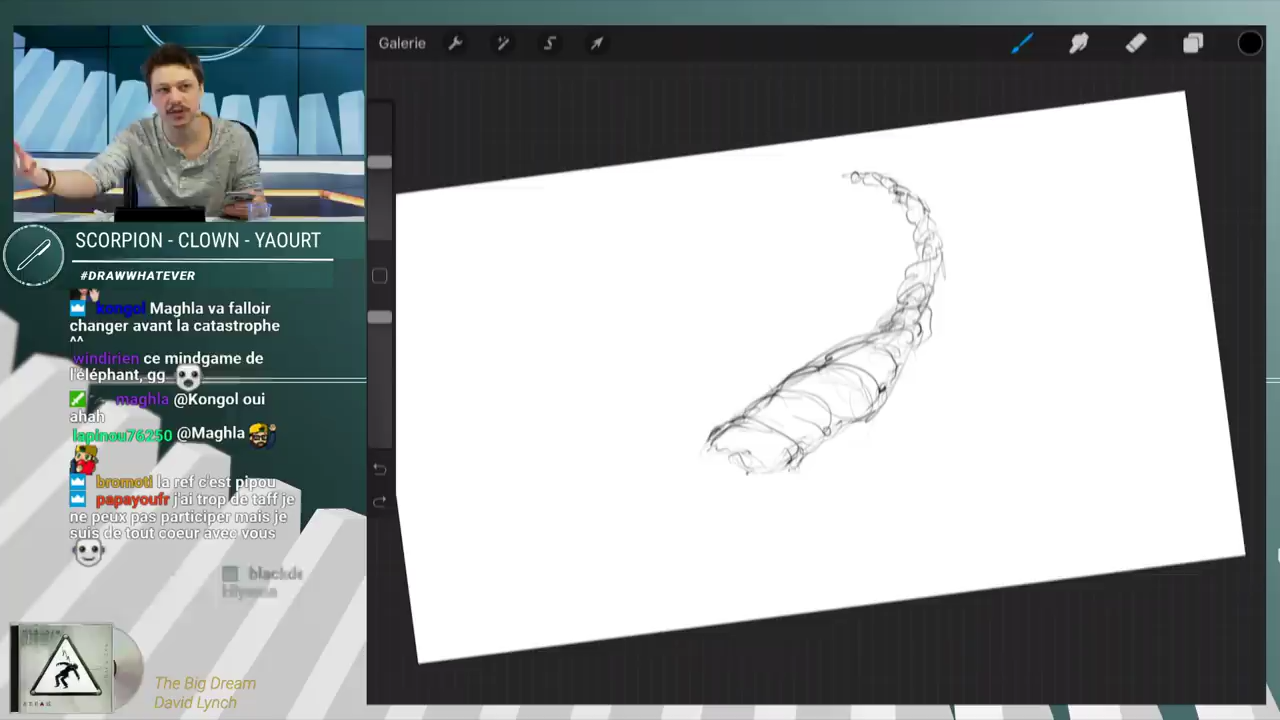 Galerie
SCORPION - CLOWN - YAOURT
#DRAWWHATEVER
kongol Maghla va falloir
changer avant la catastrophe
^^
windirien ce mindgame de
l'éléphant, gg
maghla @Kongol oui
ahah
lapinou76250 @Maghla
bromoti la ref c'est pipou
papayoufr j'ai trop de taff je
ne peux pas participer mais je
suis de tout coeur avec vous
The Big Dream
David Lynch